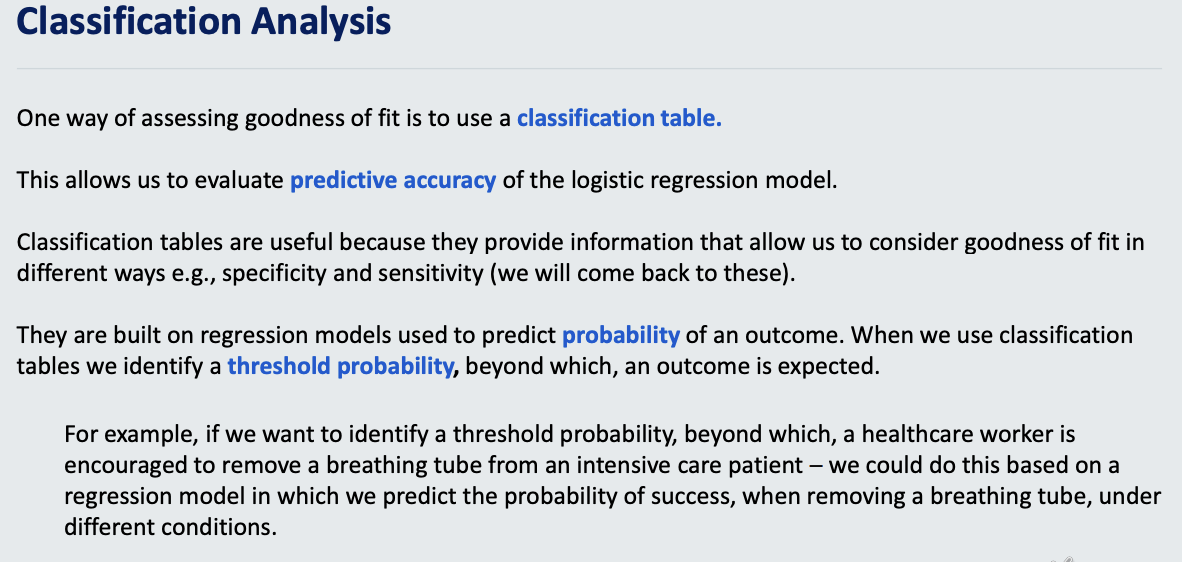 Classification Analysis
One way of assessing goodness of fit is to use a classification table.
This allows us to evaluate predictive accuracy of the logistic regression model.
Classification tables are useful because they provide information that allow us to consider goodness of fit in
different ways e.g., specificity and sensitivity (we will come back to these).
They are built on regression models used to predict probability of an outcome. When we use classification
tables we identify a threshold probability, beyond which, an outcome is expected.
For example, if we want to identify a threshold probability, beyond which, a healthcare worker is
encouraged to remove a breathing tube from an intensive care patient – we could do this based on a
regression model in which we predict the probability of success, when removing a breathing tube, under
different conditions.